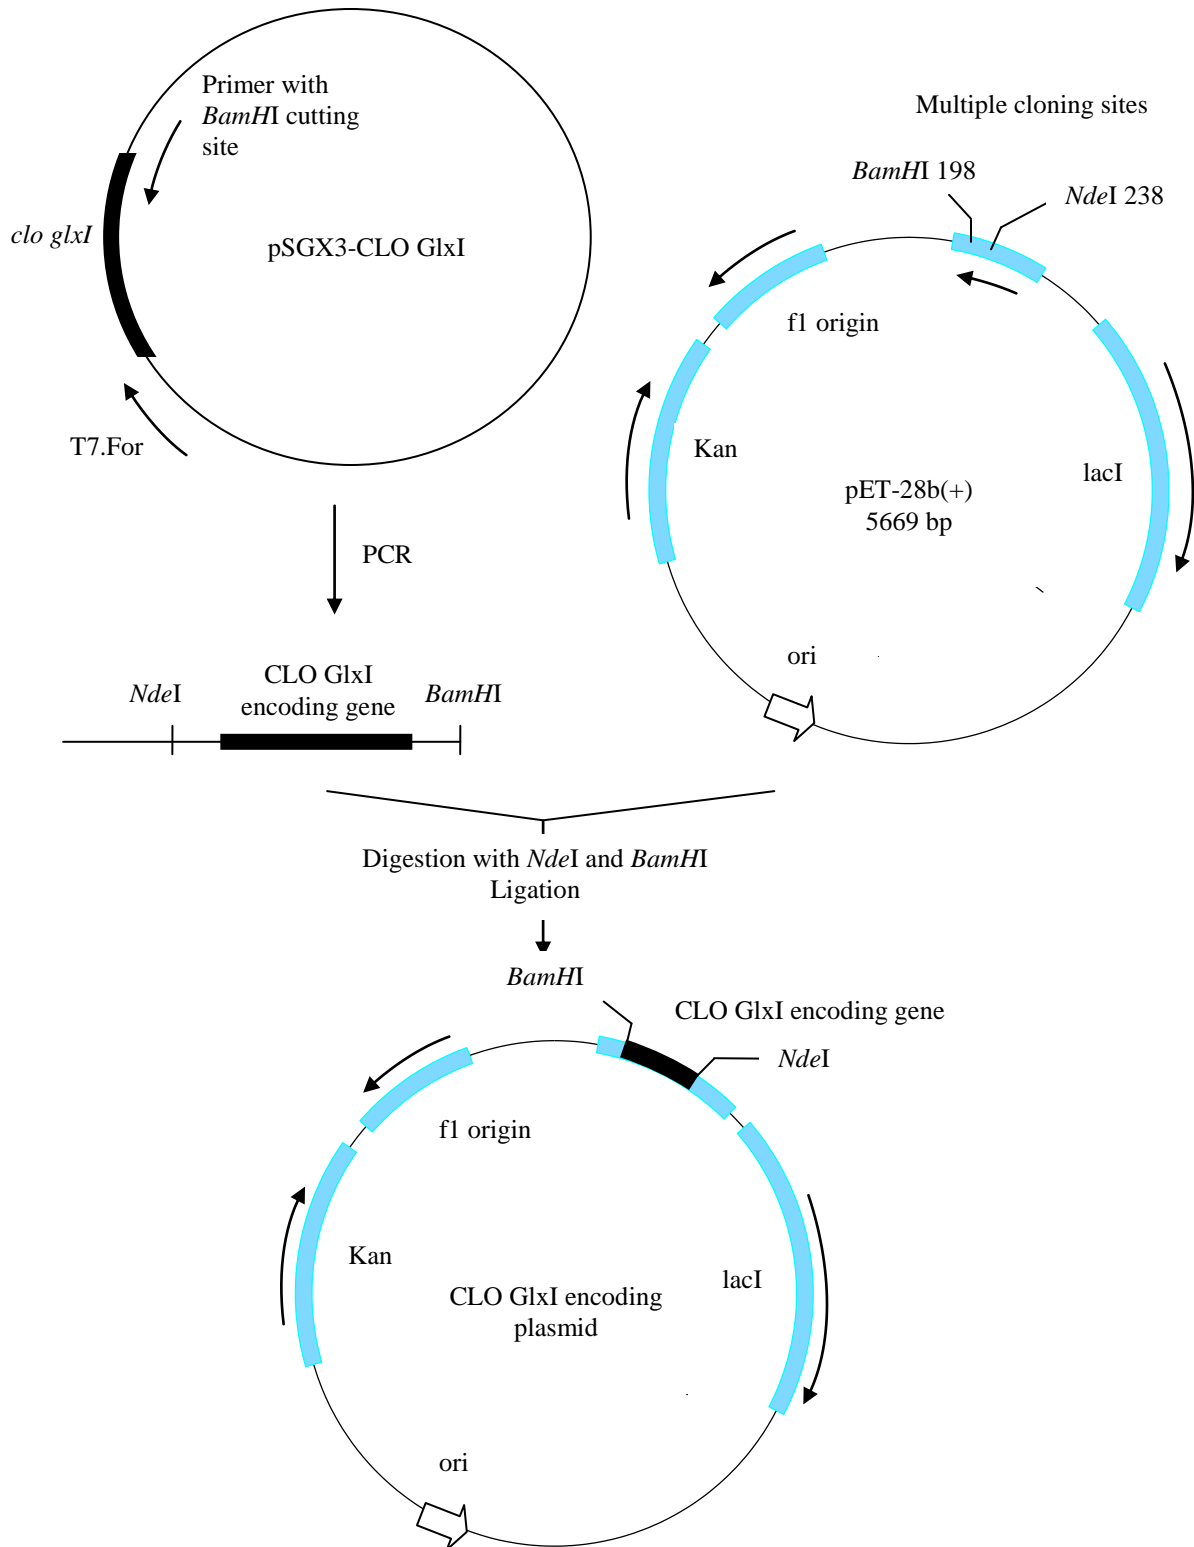 Primer with
BamHI cutting
site
clo glxI
pSGX3-CLO GlxI
T7.For
Multiple cloning sites
BamHI 198
NdeI 238
f1 origin
Kan
lacI
pET-28b(+)
5669 bp
ori
PCR
NdeI
CLO GlxI
encoding gene
BamHI
Digestion with NdeI and BamHI
Ligation
BamHI
CLO GlxI encoding gene
NdeI
f1 origin
Kan
lacI
CLO GlxI encoding
plasmid
ori